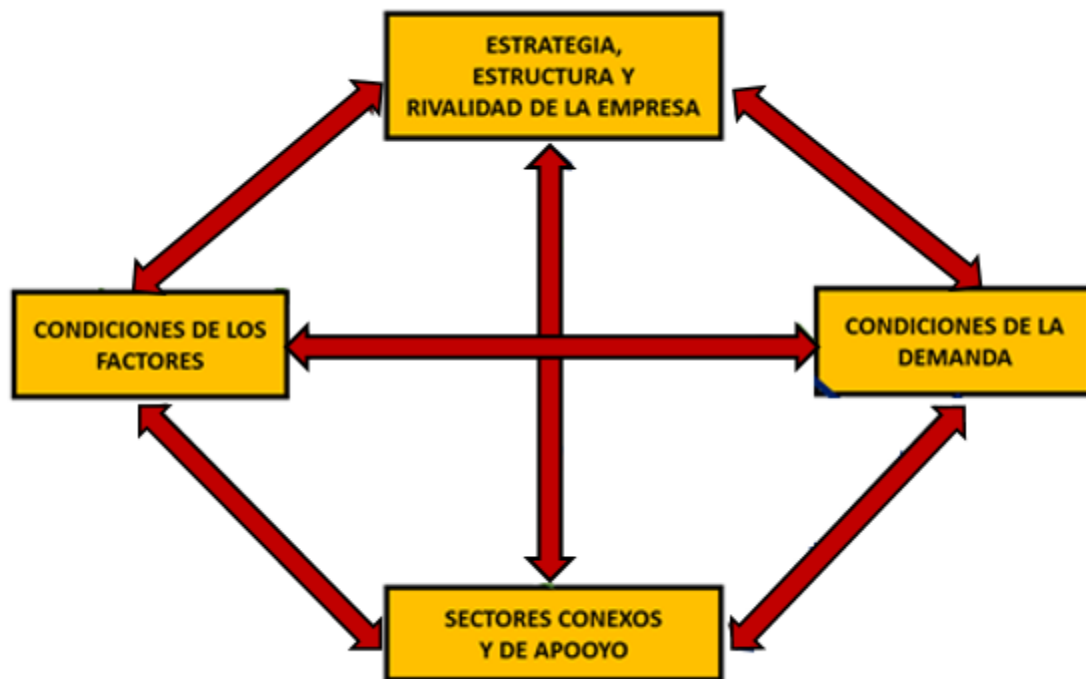 ESTRATEGIA,
ESTRUCTURA Y
RIVALIDAD DE LA EMPRESA
CONDICIONES DE LOS
FACTORES
CONDICIONES DE LA
DEMANDA
SECTORES CONEXOS
Y DE APOOYO